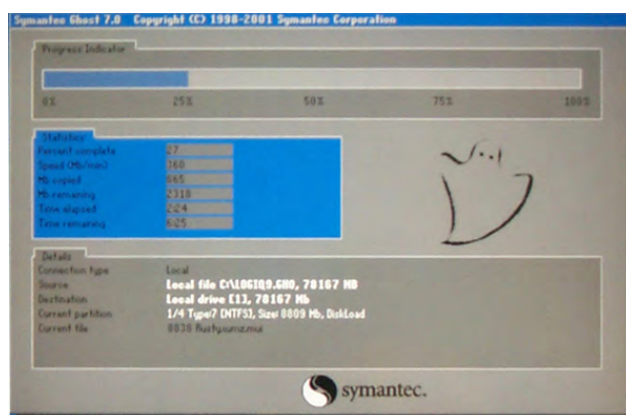 Symantec Ghost 7.0 Copyright (C) 1998-2001 Symantec Corporation
Progress Indicator
0% 25% 50% 75% 100%
Statistics
Percent complete 27
Speed (Mb/min) 360
Mb copied 865
Mb remaining 2318
Time elapsed 2:24
Time remaining 6:25
Details
Connection type Local
Source Local file C:\LOGIQ9.GHO, 78167 MB
Destination Local drive [1], 78167 Mb
Current partition 1/4 Type:7 [NTFS], Size: 8809 Mb, DiskLoad
Current file
symantec.